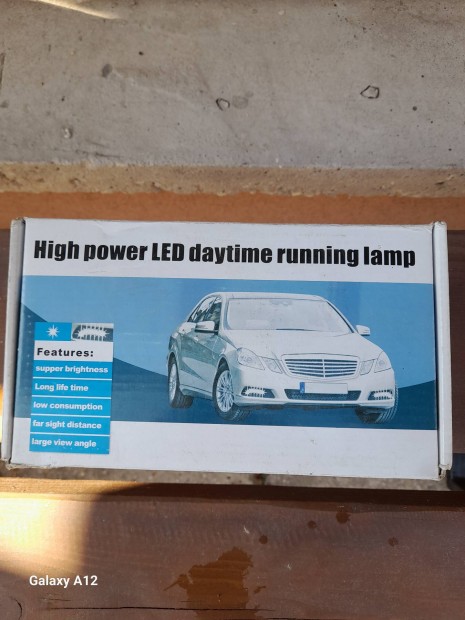 High power LED daytime running lamp
Features:
supper brightness
Long life time
low consumption
far sight distance
large view angle
Galaxy A12